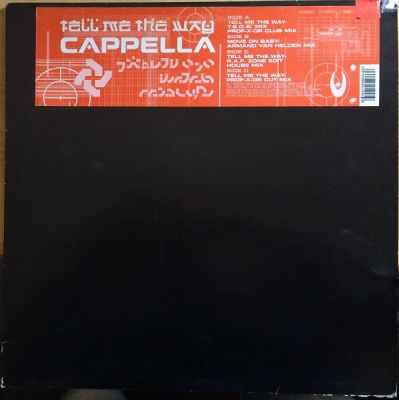 tell me the way
CAPPELLA
SIDE A
TELL ME THE WAY-
T.S.O.B. MIX
PROF-X-OR CLUB MIX
SIDE B
MOVE ON BABY-
ARMAND VAN HELDEN MIX
SIDE C
TELL ME THE WAY-
R.A.F. ZONE EDIT
HOUSE MIX
SIDE D
TELL ME THE WAY-
PROF-X-OR CUT MIX